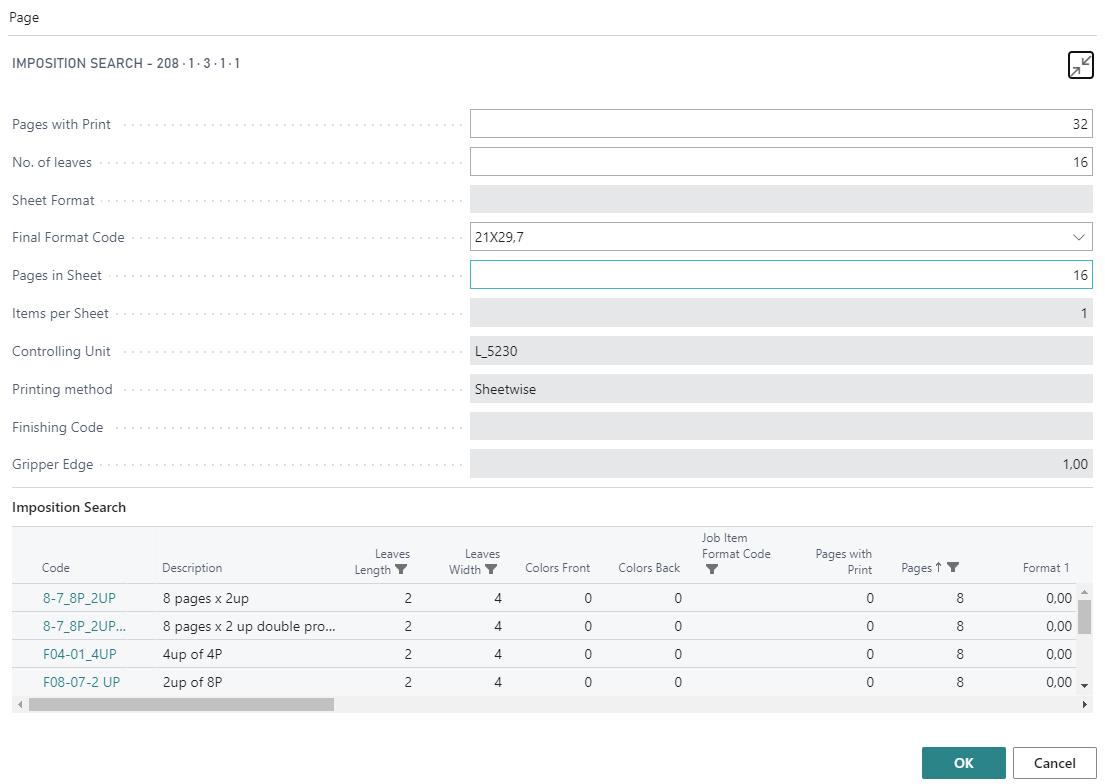 Page
IMPOSITION SEARCH - 208 · 1 · 3 · 1 · 1
Pages with Print 32
No. of leaves 16
Sheet Format
Final Format Code 21X29,7
Pages in Sheet 16
Items per Sheet 1
Controlling Unit L_5230
Printing method Sheetwise
Finishing Code
Gripper Edge 1,00
Imposition Search
Code Description Leaves Length Leaves Width Colors Front Colors Back Job Item Format Code Pages with Print Pages ↑ Format 1
8-7_8P_2UP 8 pages x 2up 2 4 0 0 0 8 0,00
8-7_8P_2UP... 8 pages x 2 up double pro... 2 4 0 0 0 8 0,00
F04-01_4UP 4up of 4P 2 4 0 0 0 8 0,00
F08-07-2 UP 2up of 8P 2 4 0 0 0 8 0,00
OK Cancel